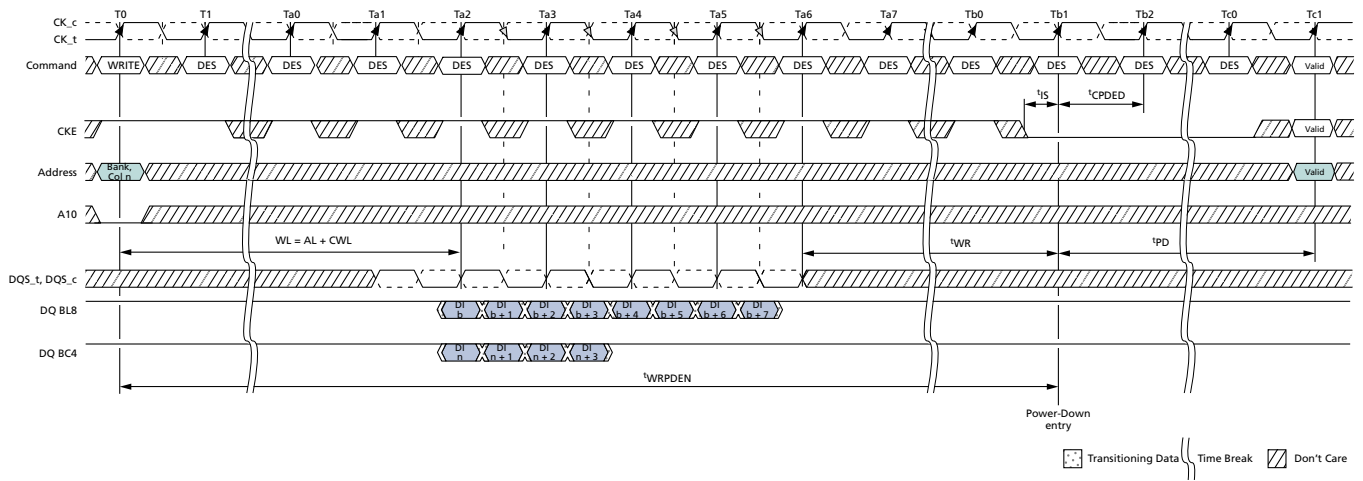 T0 T1 Ta0 Ta1 Ta2 Ta3 Ta4 Ta5 Ta6 Ta7 Tb0 Tb1 Tb2 Tc0 Tc1
CK_c
CK_t
Command WRITE DES DES DES DES DES DES DES DES DES DES DES DES DES Valid
tIS tCPDED
CKE Valid
Address Bank, Col n Valid
A10
WL = AL + CWL tWR tPD
DQS_t, DQS_c
DQ BL8 DI b DI b + 1 DI b + 2 DI b + 3 DI b + 4 DI b + 5 DI b + 6 DI b + 7
DQ BC4 DI n DI n + 1 DI n + 2 DI n + 3
tWRPDEN
Power-Down
entry
Transitioning Data Time Break Don't Care